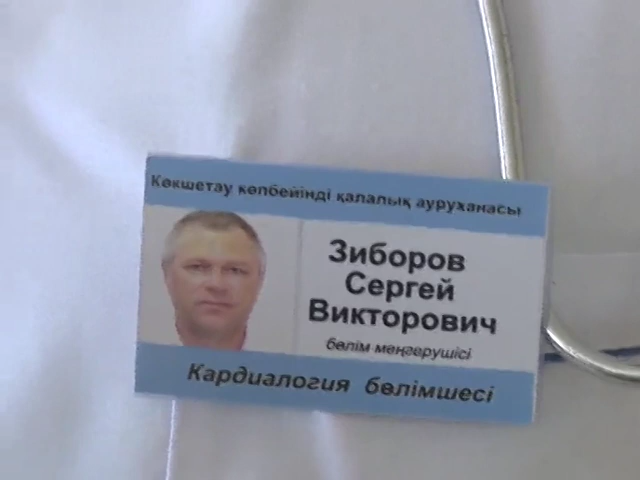 Көкшетау көпбейінді қалалық ауруханасы
Зиборов
Сергей
Викторович
бөлім меңгерушісі
Кардиалогия бөлімшесі